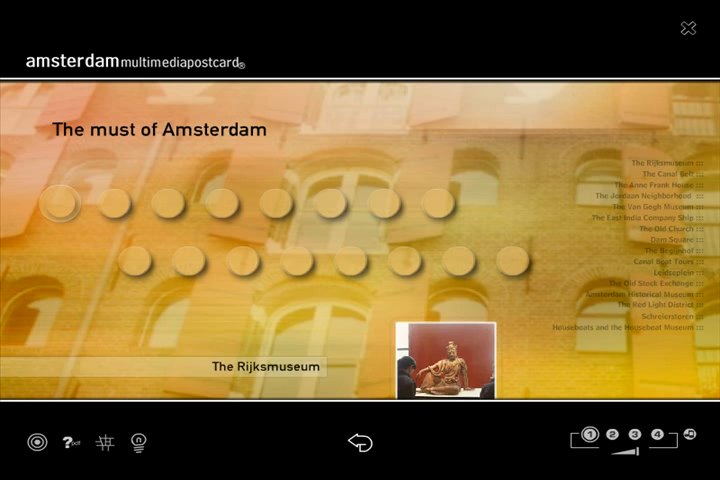 amsterdammultimediapostcard®
The must of Amsterdam
The Rijksmuseum :::
The Canal Belt :::
The Anne Frank House :::
The Jordaan Neighborhood :::
The Van Gogh Museum :::
The East India Company Ship :::
The Old Church :::
Dam Square :::
The Begijnhof :::
Canal Boat Tours :::
Leidseplein :::
The Old Stock Exchange :::
Amsterdam Historical Museum :::
The Red Light District :::
Schreierstoren :::
Houseboats and the Houseboat Museum :::
The Rijksmuseum
?pdf
1 2 3 4